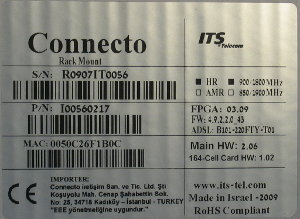 Connecto
Rack Mount
ITS Telecom
S/N: R0907IT0056
HR 900/1800 MHz
AMR 850/1900 MHz
P/N: I00560217
FPGA: 03.09
FW: 4.9.2.2.0_43
ADSL: B101-220FTY-T01
MAC: 0050C26F1B0C
Main HW: 2.06
164-Cell Card HW: 1.02
IMPORTER:
Connecto iletişim San. ve Tic. Ltd. Şti
Koşuyolu Mah. Cenap Şahabettin Sok.
No: 25, 34718 Kadıköy - İstanbul - TURKEY
"EEE yönetmeliğine uygundur."
www.its-tel.com
Made in Israel -2009
RoHS Compliant